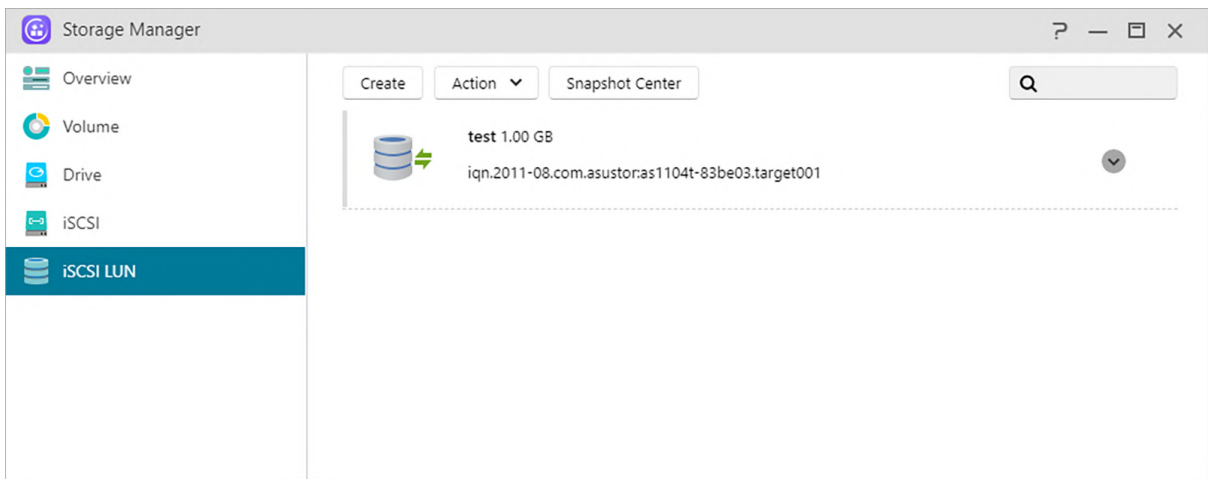 Storage Manager
Overview
Volume
Drive
iSCSI
iSCSI LUN
Create
Action
Snapshot Center
test 1.00 GB
iqn.2011-08.com.asustor:as1104t-83be03.target001